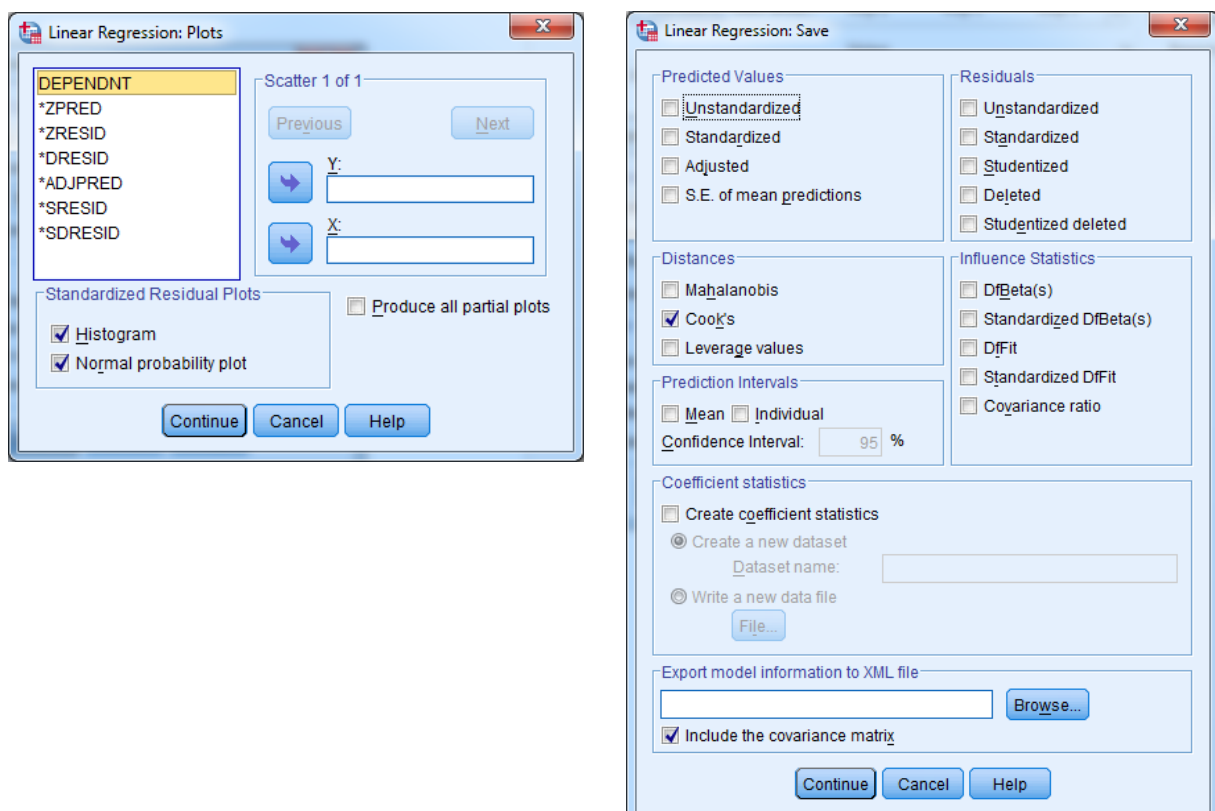 Linear Regression: Plots
DEPENDNT
*ZPRED
*ZRESID
*DRESID
*ADJPRED
*SRESID
*SDRESID
Scatter 1 of 1
Previous Next
Y:
X:
Standardized Residual Plots
Histogram
Normal probability plot
Produce all partial plots
Continue Cancel Help
Linear Regression: Save
Predicted Values
Unstandardized
Standardized
Adjusted
S.E. of mean predictions
Residuals
Unstandardized
Standardized
Studentized
Deleted
Studentized deleted
Distances
Mahalanobis
Cook's
Leverage values
Influence Statistics
DfBeta(s)
Standardized DfBeta(s)
DfFit
Standardized DfFit
Covariance ratio
Prediction Intervals
Mean Individual
Confidence Interval: 95 %
Coefficient statistics
Create coefficient statistics
Create a new dataset
Dataset name:
Write a new data file
File...
Export model information to XML file
Browse...
Include the covariance matrix
Continue Cancel Help